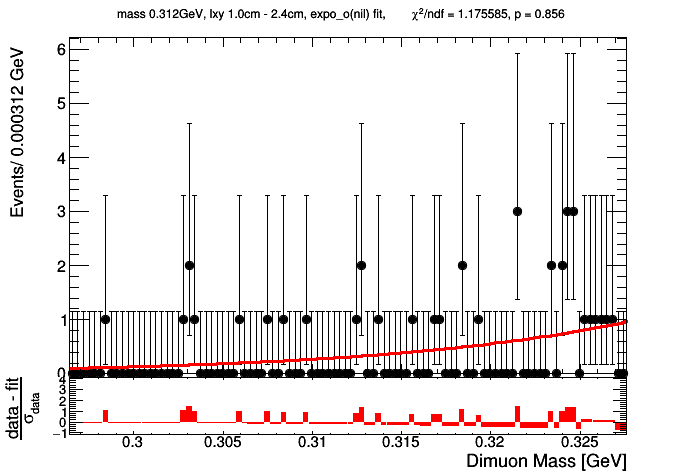 mass 0.312GeV, lxy 1.0cm - 2.4cm, expo_o(nil) fit, χ²/ndf = 1.175585, p = 0.856
Events/ 0.000312 GeV
6
5
4
3
2
1
0
data - fit
σdata
4
3
2
1
0
−1
0.3 0.305 0.31 0.315 0.32 0.325
Dimuon Mass [GeV]